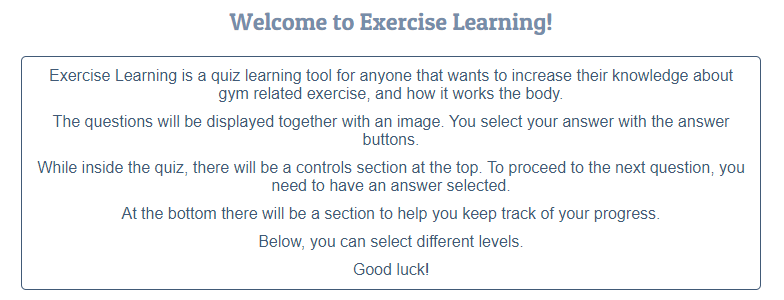 Welcome to Exercise Learning!
Exercise Learning is a quiz learning tool for anyone that wants to increase their knowledge about
gym related exercise, and how it works the body.
The questions will be displayed together with an image. You select your answer with the answer
buttons.
While inside the quiz, there will be a controls section at the top. To proceed to the next question, you
need to have an answer selected.
At the bottom there will be a section to help you keep track of your progress.
Below, you can select different levels.
Good luck!